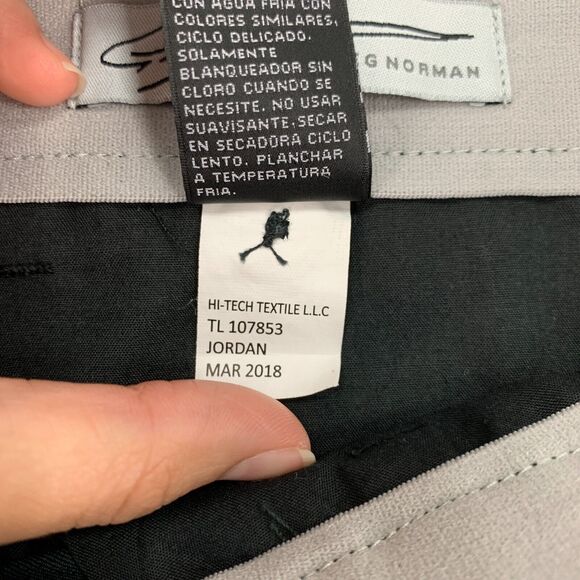 CON AGUA FRIA CON
COLORES SIMILARES,
CICLO DELICADO.
SOLAMENTE
BLANQUEADOR SIN
CLORO CUANDO SE
NECESITE. NO USAR
SUAVISANTE,SECAR
EN SECADORA CICLO
LENTO. PLANCHAR
A TEMPERATURA
FRIA.
G NORMAN
HI-TECH TEXTILE L.L.C
TL 107853
JORDAN
MAR 2018